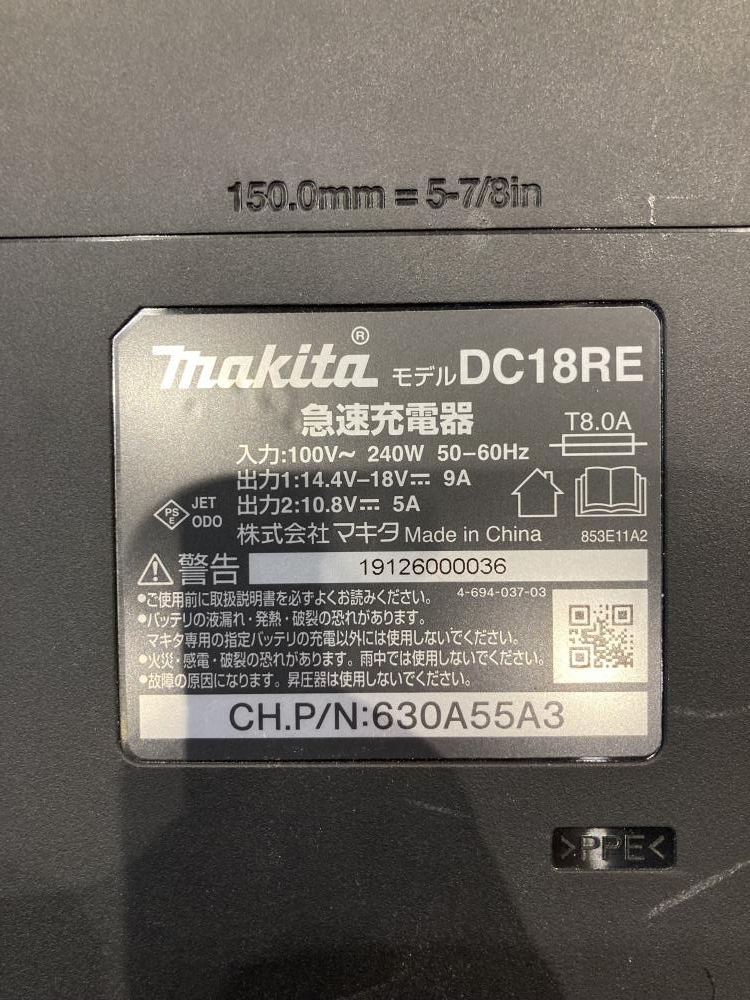 150.0mm = 5-7/8in
makita® モデル DC18RE
急速充電器
T8.0A
入力:100V~ 240W 50-60Hz
出力1:14.4V-18V⎓ 9A
出力2:10.8V⎓ 5A
PS
E
JET
ODO
株式会社 マキタ Made in China
853E11A2
警告
19126000036
4-694-037-03
●ご使用前に取扱説明書を必ずよくお読みください。
●バッテリの液漏れ・発熱・破裂の恐れがあります。
マキタ専用の指定バッテリの充電以外には使用しないでください。
●火災・感電・破裂の恐れがあります。雨中では使用しないでください。
●故障の原因になります。昇圧器は使用しないでください。
CH.P/N:630A55A3
>PPE<